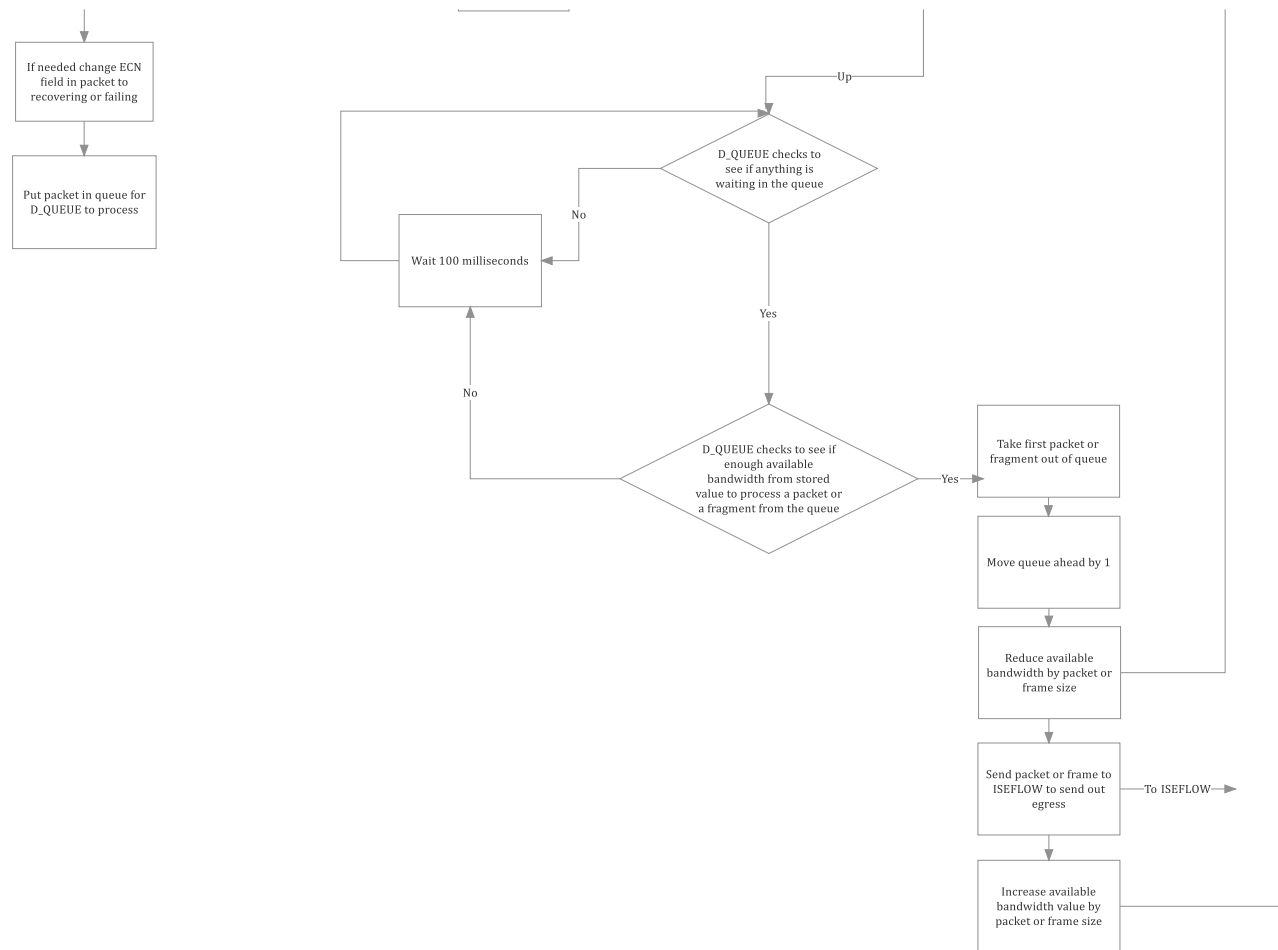 If needed change ECN
field in packet to
recovering or failing
Put packet in queue for
D_QUEUE to process
Up
D_QUEUE checks to
see if anything is
waiting in the queue
No
Wait 100 milliseconds
Yes
No
D_QUEUE checks to see if
enough available
bandwidth from stored
value to process a packet or
a fragment from the queue
Yes
Take first packet or
fragment out of queue
Move queue ahead by 1
Reduce available
bandwidth by packet or
frame size
Send packet or frame to
ISEFLOW to send out
egress
To ISEFLOW
Increase available
bandwidth value by
packet or frame size